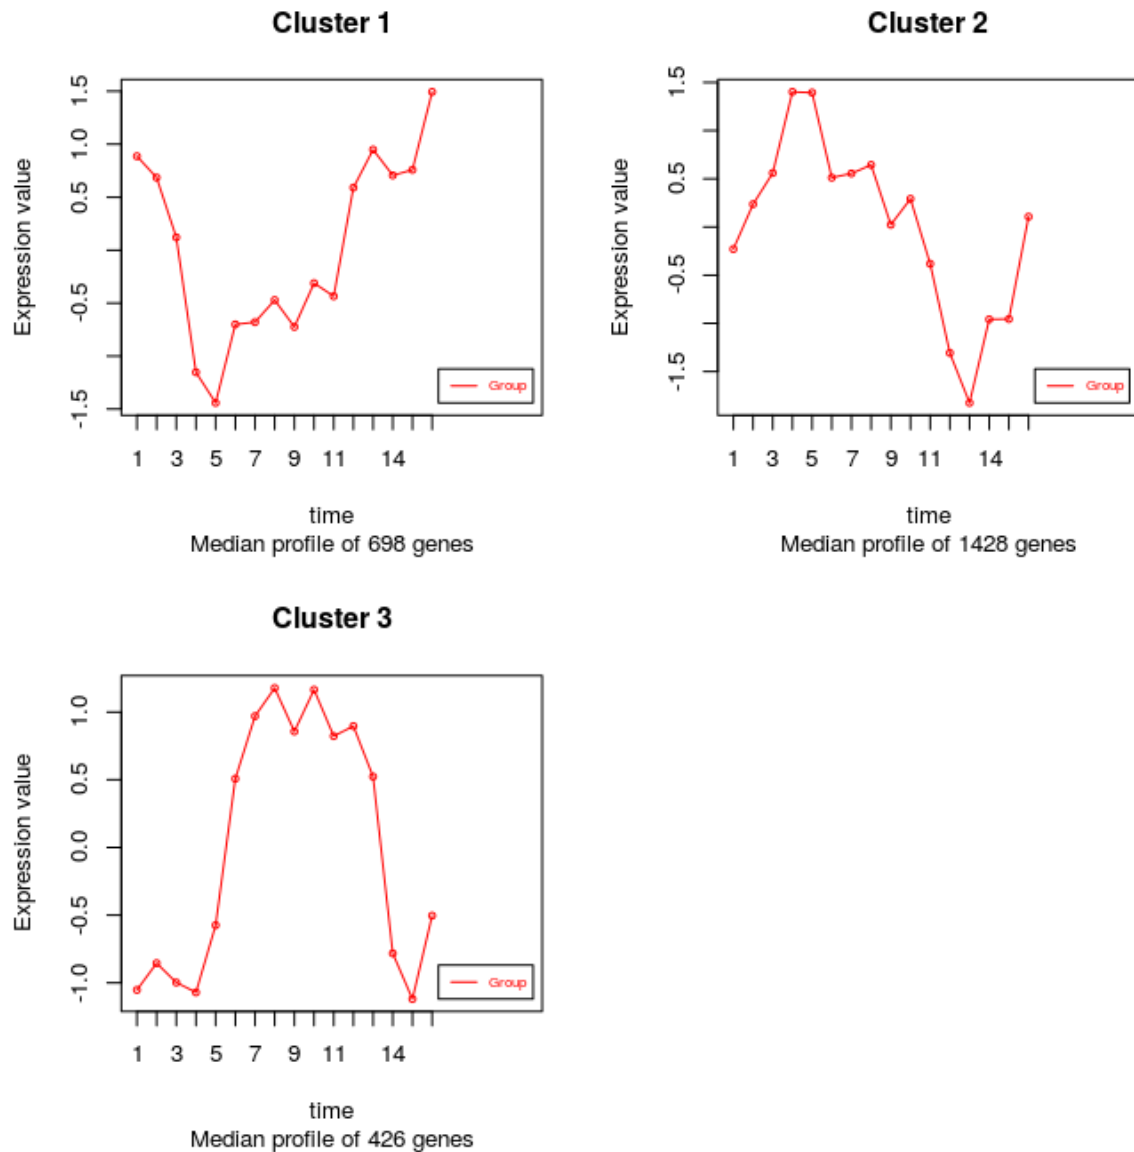 Cluster 1
Expression value
1.5
1.0
0.5
-0.5
-1.5
Group
1 3 5 7 9 11 14
time
Median profile of 698 genes
Cluster 2
Expression value
1.5
0.5
-0.5
-1.5
Group
1 3 5 7 9 11 14
time
Median profile of 1428 genes
Cluster 3
Expression value
1.0
0.5
0.0
-0.5
-1.0
Group
1 3 5 7 9 11 14
time
Median profile of 426 genes